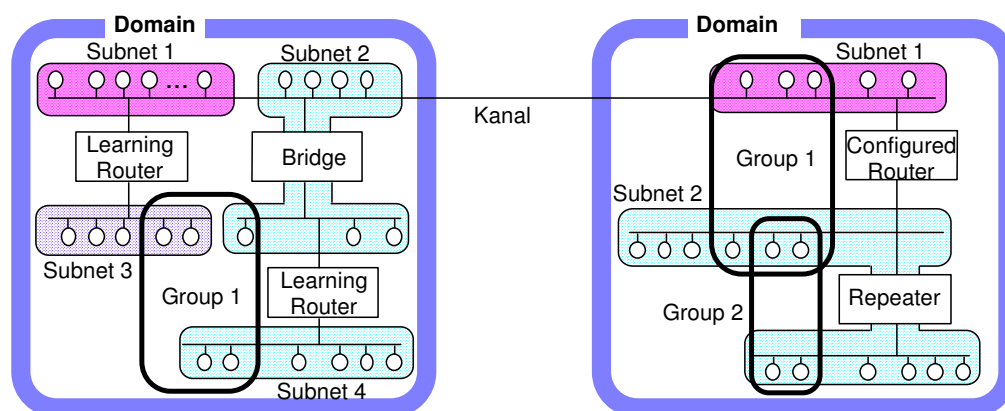 Domain
Subnet 1
Subnet 2
Learning
Router
Bridge
Subnet 3
Group 1
Learning
Router
Subnet 4
Kanal
Domain
Subnet 1
Group 1
Configured
Router
Subnet 2
Group 2
Repeater